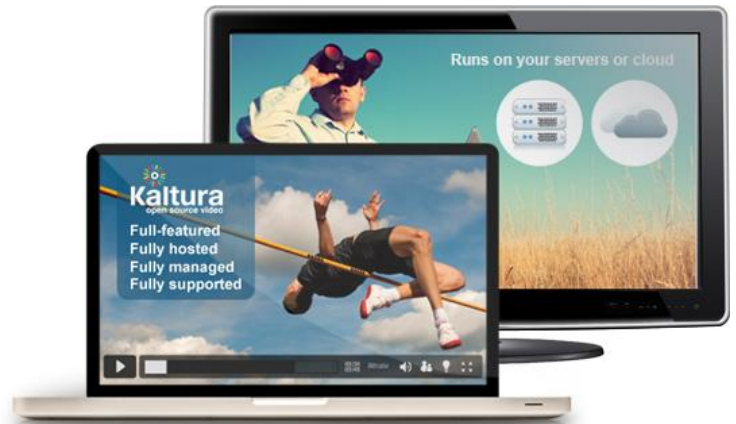 Runs on your servers or cloud
Kaltura
open source video
Full-featured
Fully hosted
Fully managed
Fully supported